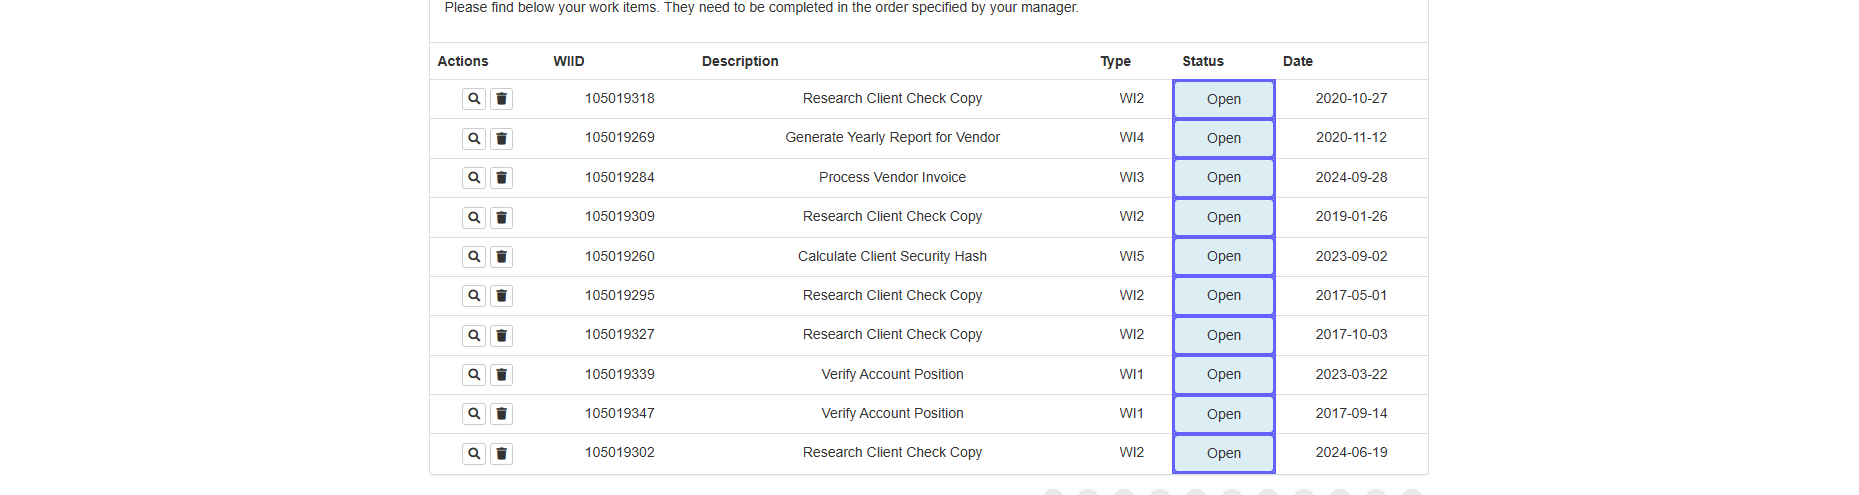 Please find below your work items. They need to be completed in the order specified by your manager.
Actions WIID Description Type Status Date
105019318 Research Client Check Copy WI2 Open 2020-10-27
105019269 Generate Yearly Report for Vendor WI4 Open 2020-11-12
105019284 Process Vendor Invoice WI3 Open 2024-09-28
105019309 Research Client Check Copy WI2 Open 2019-01-26
105019260 Calculate Client Security Hash WI5 Open 2023-09-02
105019295 Research Client Check Copy WI2 Open 2017-05-01
105019327 Research Client Check Copy WI2 Open 2017-10-03
105019339 Verify Account Position WI1 Open 2023-03-22
105019347 Verify Account Position WI1 Open 2017-09-14
105019302 Research Client Check Copy WI2 Open 2024-06-19